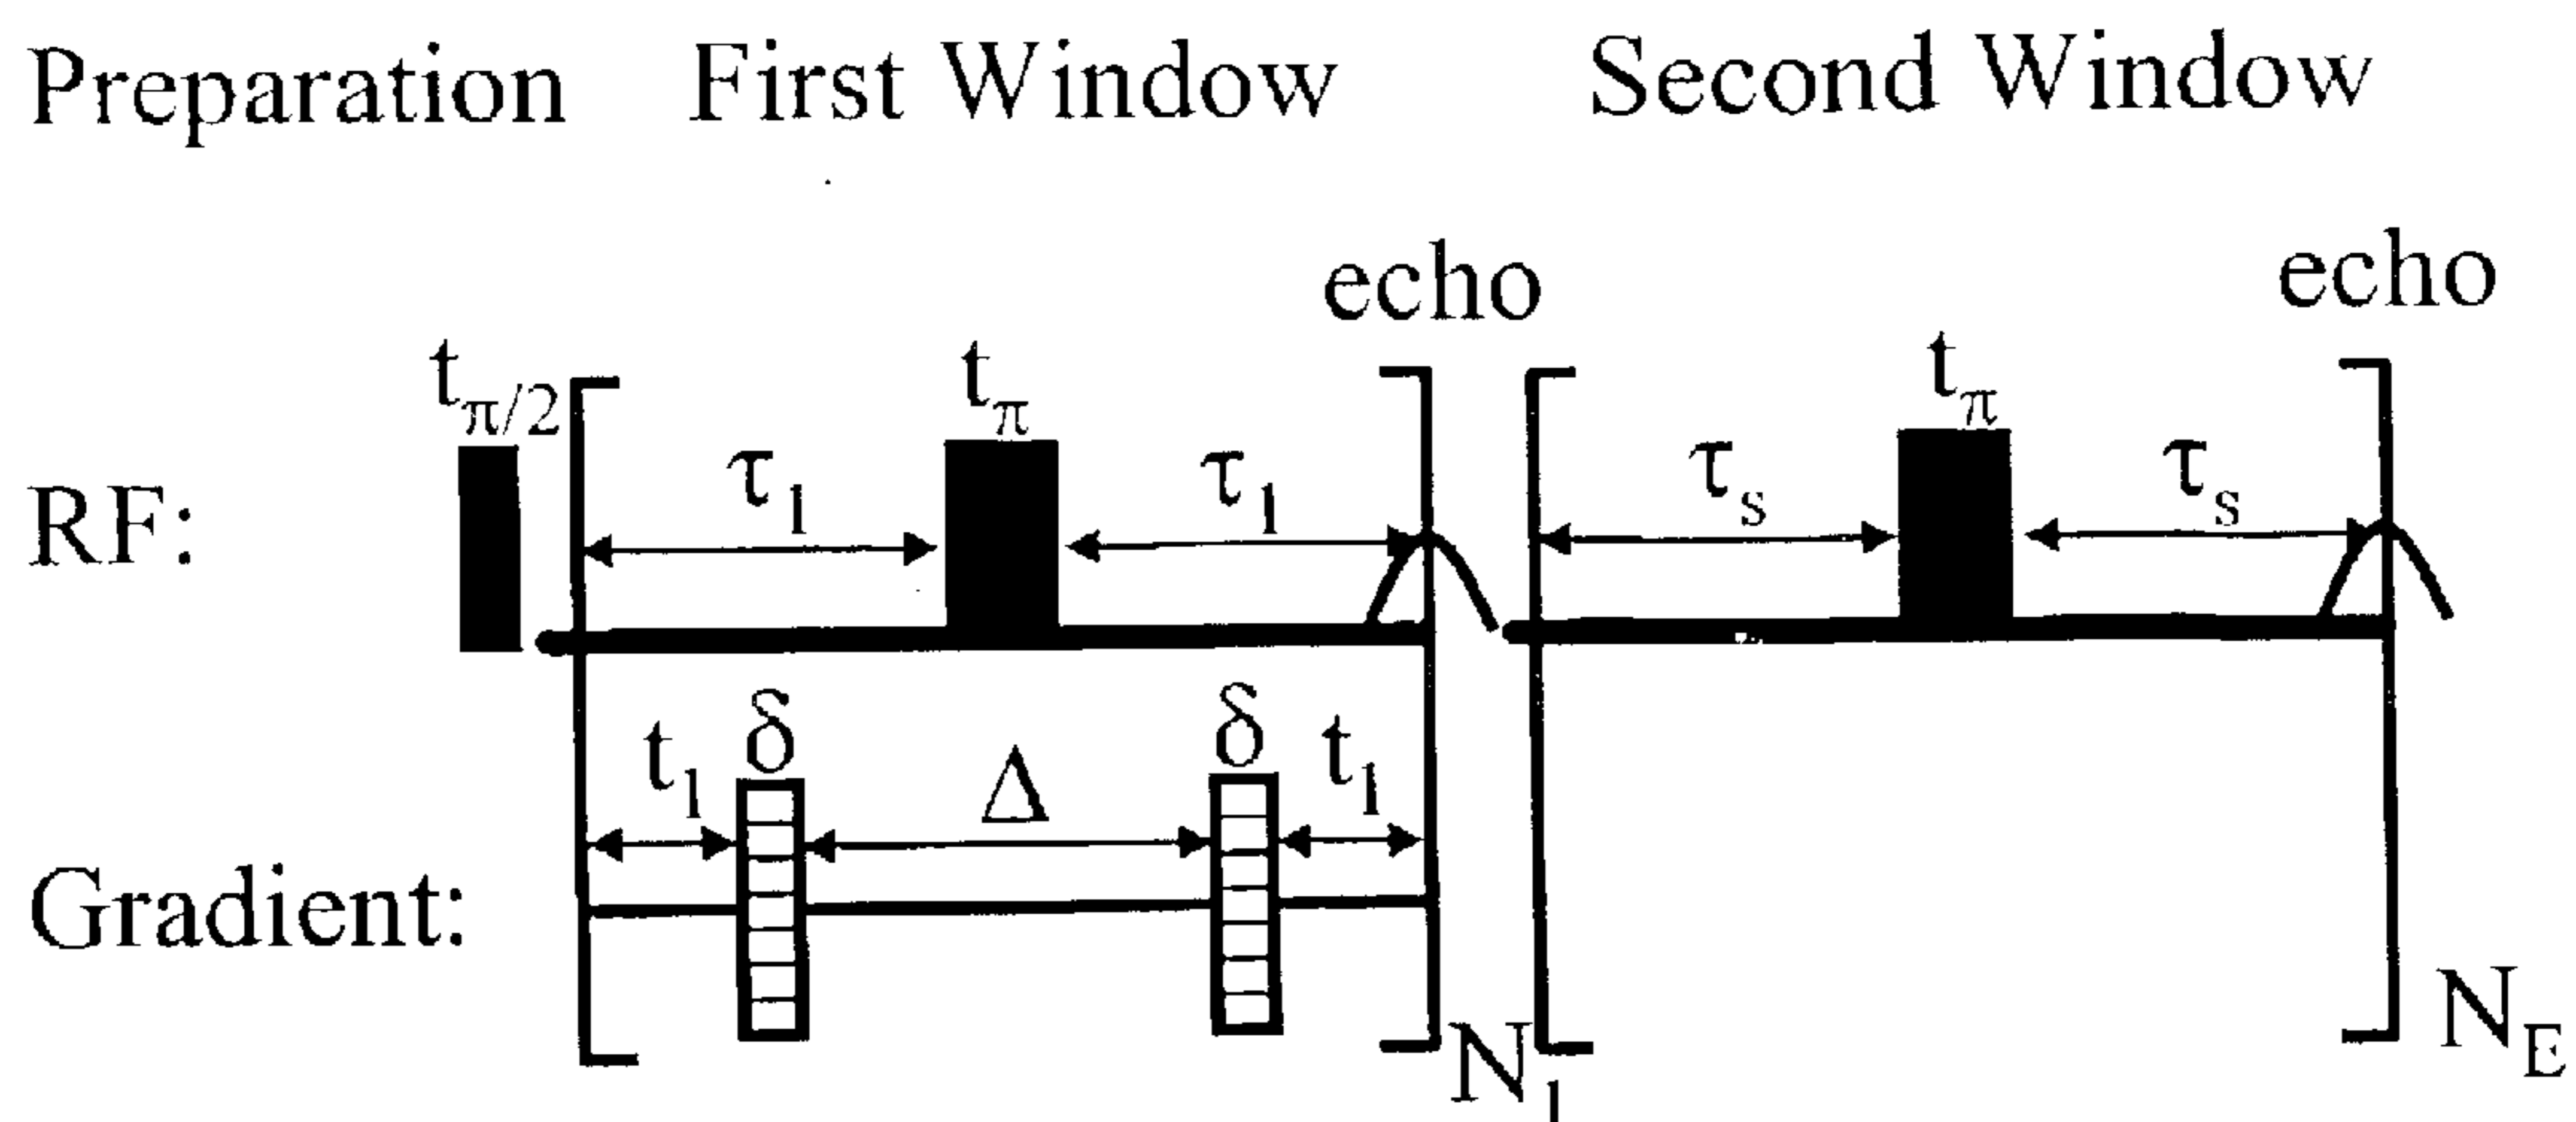 Preparation First Window Second Window
echo echo
tπ/2 tπ tπ
RF: τ1 τ1 τs τs
t1 δ Δ δ t1
Gradient:
N1 NE